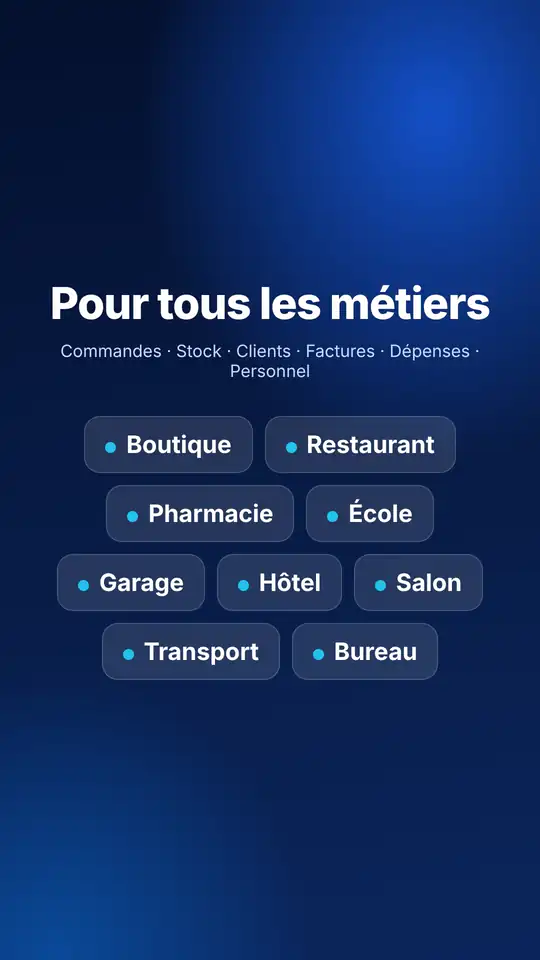 Pour tous les métiers
Commandes · Stock · Clients · Factures · Dépenses ·
Personnel
Boutique
Restaurant
Pharmacie
École
Garage
Hôtel
Salon
Transport
Bureau